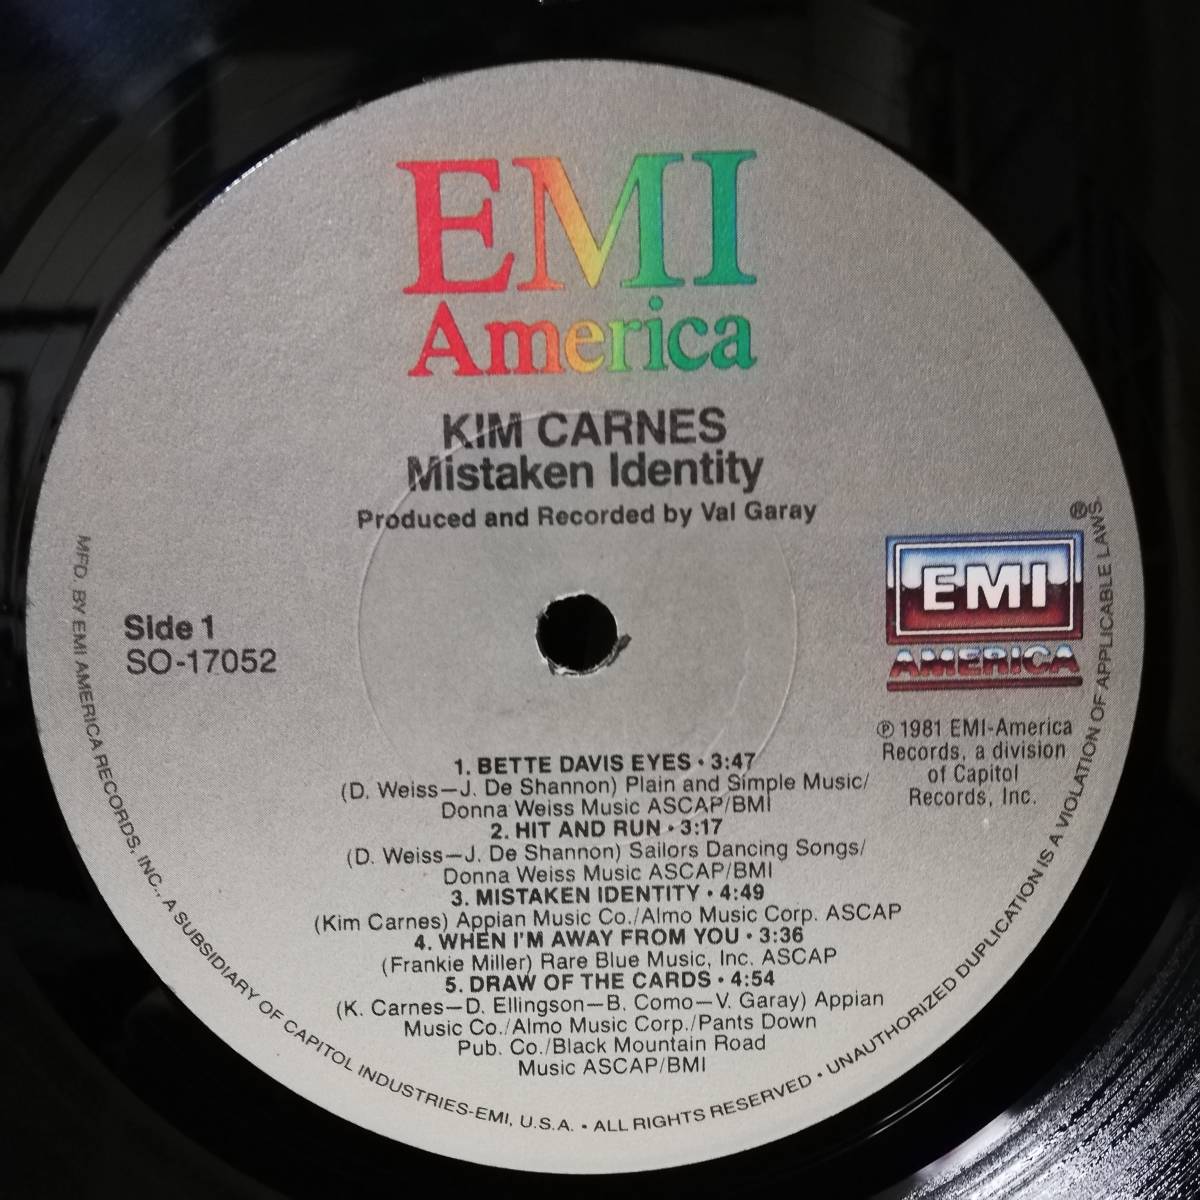 EMI
America
KIM CARNES
Mistaken Identity
Produced and Recorded by Val Garay
Side 1
SO-17052
®
EMI
AMERICA
℗ 1981 EMI-America
Records, a division
of Capitol
Records, Inc.
1. BETTE DAVIS EYES • 3:47
(D. Weiss—J. De Shannon) Plain and Simple Music/
Donna Weiss Music ASCAP/BMI
2. HIT AND RUN • 3:17
(D. Weiss—J. De Shannon) Sailors Dancing Songs/
Donna Weiss Music ASCAP/BMI
3. MISTAKEN IDENTITY • 4:49
(Kim Carnes) Appian Music Co./Almo Music Corp. ASCAP
4. WHEN I'M AWAY FROM YOU • 3:36
(Frankie Miller) Rare Blue Music, Inc. ASCAP
5. DRAW OF THE CARDS • 4:54
(K. Carnes—D. Ellingson—B. Como—V. Garay) Appian
Music Co./Almo Music Corp./Pants Down
Pub. Co./Black Mountain Road
Music ASCAP/BMI
MFD. BY EMI AMERICA RECORDS, INC., A SUBSIDIARY OF CAPITOL INDUSTRIES-EMI, U.S.A. • ALL RIGHTS RESERVED • UNAUTHORIZED DUPLICATION IS A VIOLATION OF APPLICABLE LAWS.